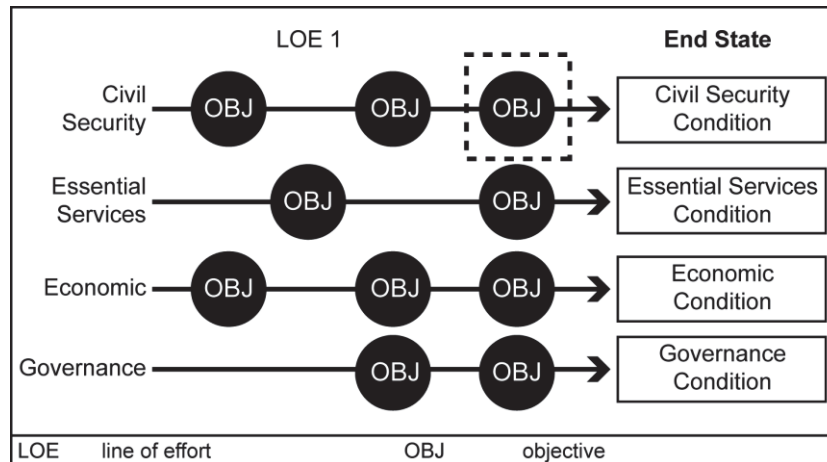 LOE 1 End State
Civil
Security
OBJ OBJ OBJ
Civil Security
Condition
Essential
Services
OBJ OBJ
Essential Services
Condition
Economic
OBJ OBJ OBJ
Economic
Condition
Governance
OBJ OBJ
Governance
Condition
LOE line of effort OBJ objective